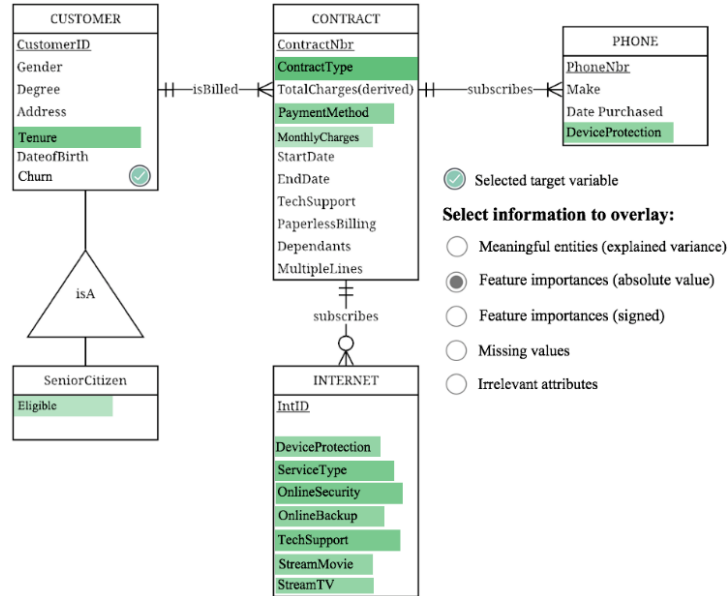 CUSTOMER
CustomerID
Gender
Degree
Address
Tenure
DateofBirth
Churn
isBilled
CONTRACT
ContractNbr
ContractType
TotalCharges(derived)
PaymentMethod
MonthlyCharges
StartDate
EndDate
TechSupport
PaperlessBilling
Dependants
MultipleLines
subscribes
PHONE
PhoneNbr
Make
Date Purchased
DeviceProtection
Selected target variable
Select information to overlay:
Meaningful entities (explained variance)
Feature importances (absolute value)
Feature importances (signed)
Missing values
Irrelevant attributes
isA
subscribes
SeniorCitizen
Eligible
INTERNET
IntID
DeviceProtection
ServiceType
OnlineSecurity
OnlineBackup
TechSupport
StreamMovie
StreamTV